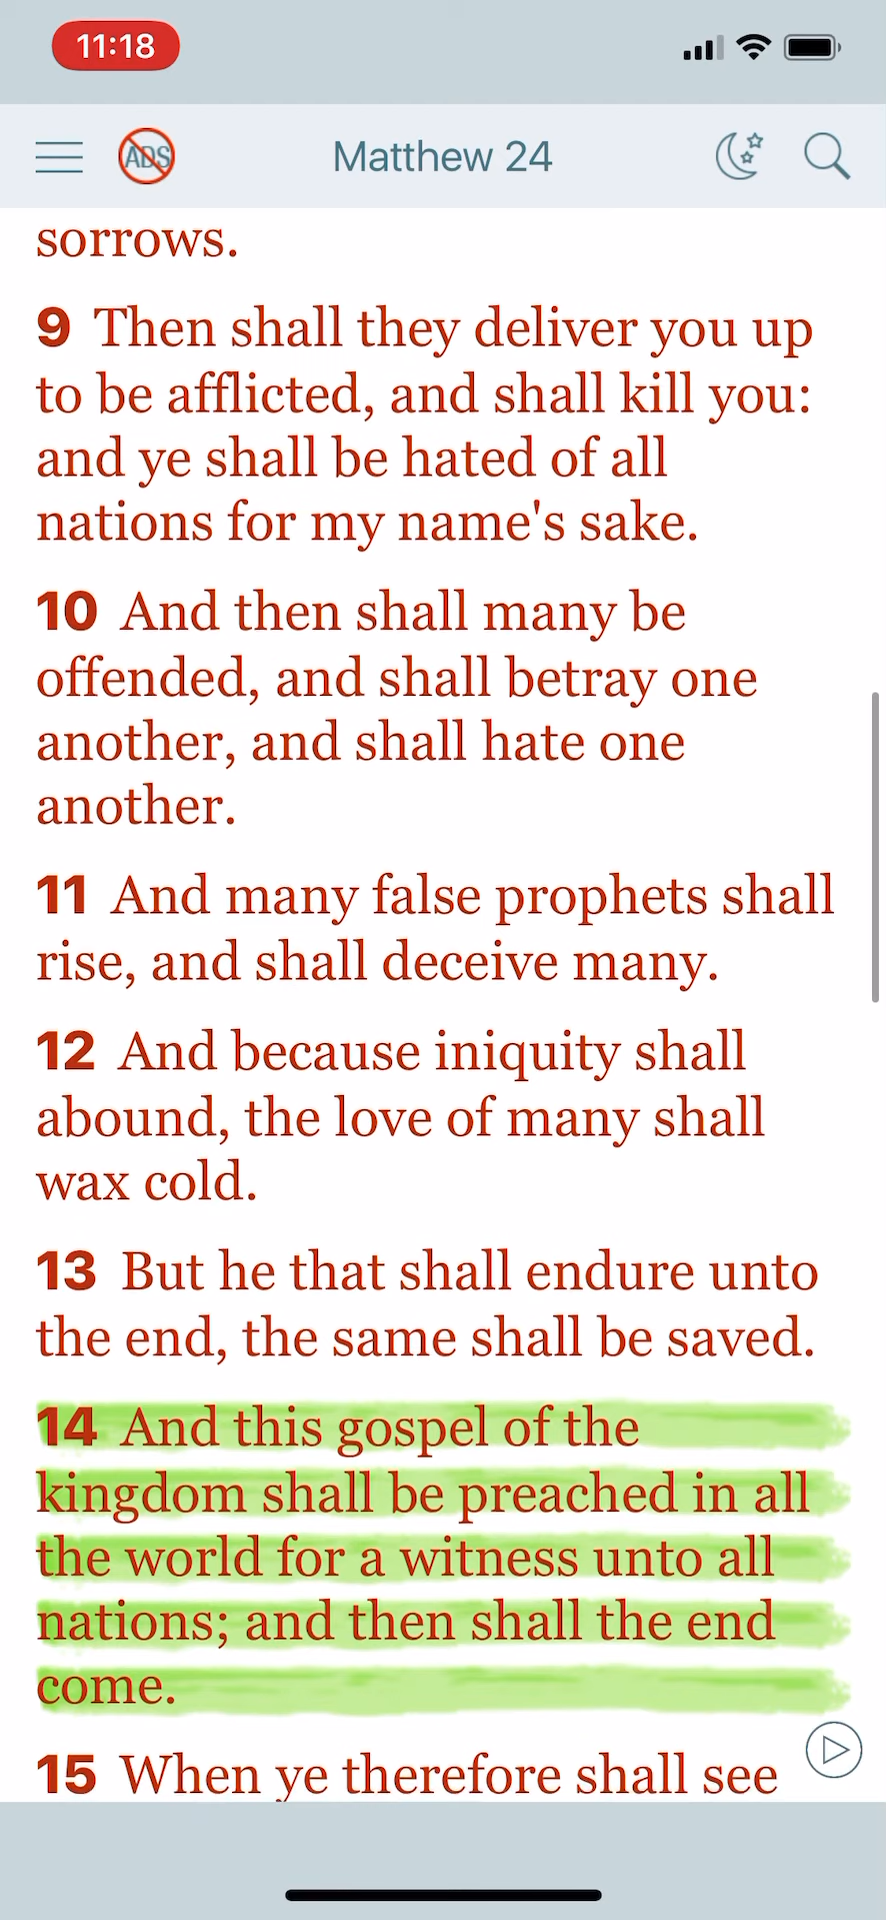 11:18
ADS
Matthew 24
sorrows.
9 Then shall they deliver you up
to be afflicted, and shall kill you:
and ye shall be hated of all
nations for my name's sake.
10 And then shall many be
offended, and shall betray one
another, and shall hate one
another.
11 And many false prophets shall
rise, and shall deceive many.
12 And because iniquity shall
abound, the love of many shall
wax cold.
13 But he that shall endure unto
the end, the same shall be saved.
14 And this gospel of the
kingdom shall be preached in all
the world for a witness unto all
nations; and then shall the end
come.
15 When ye therefore shall see